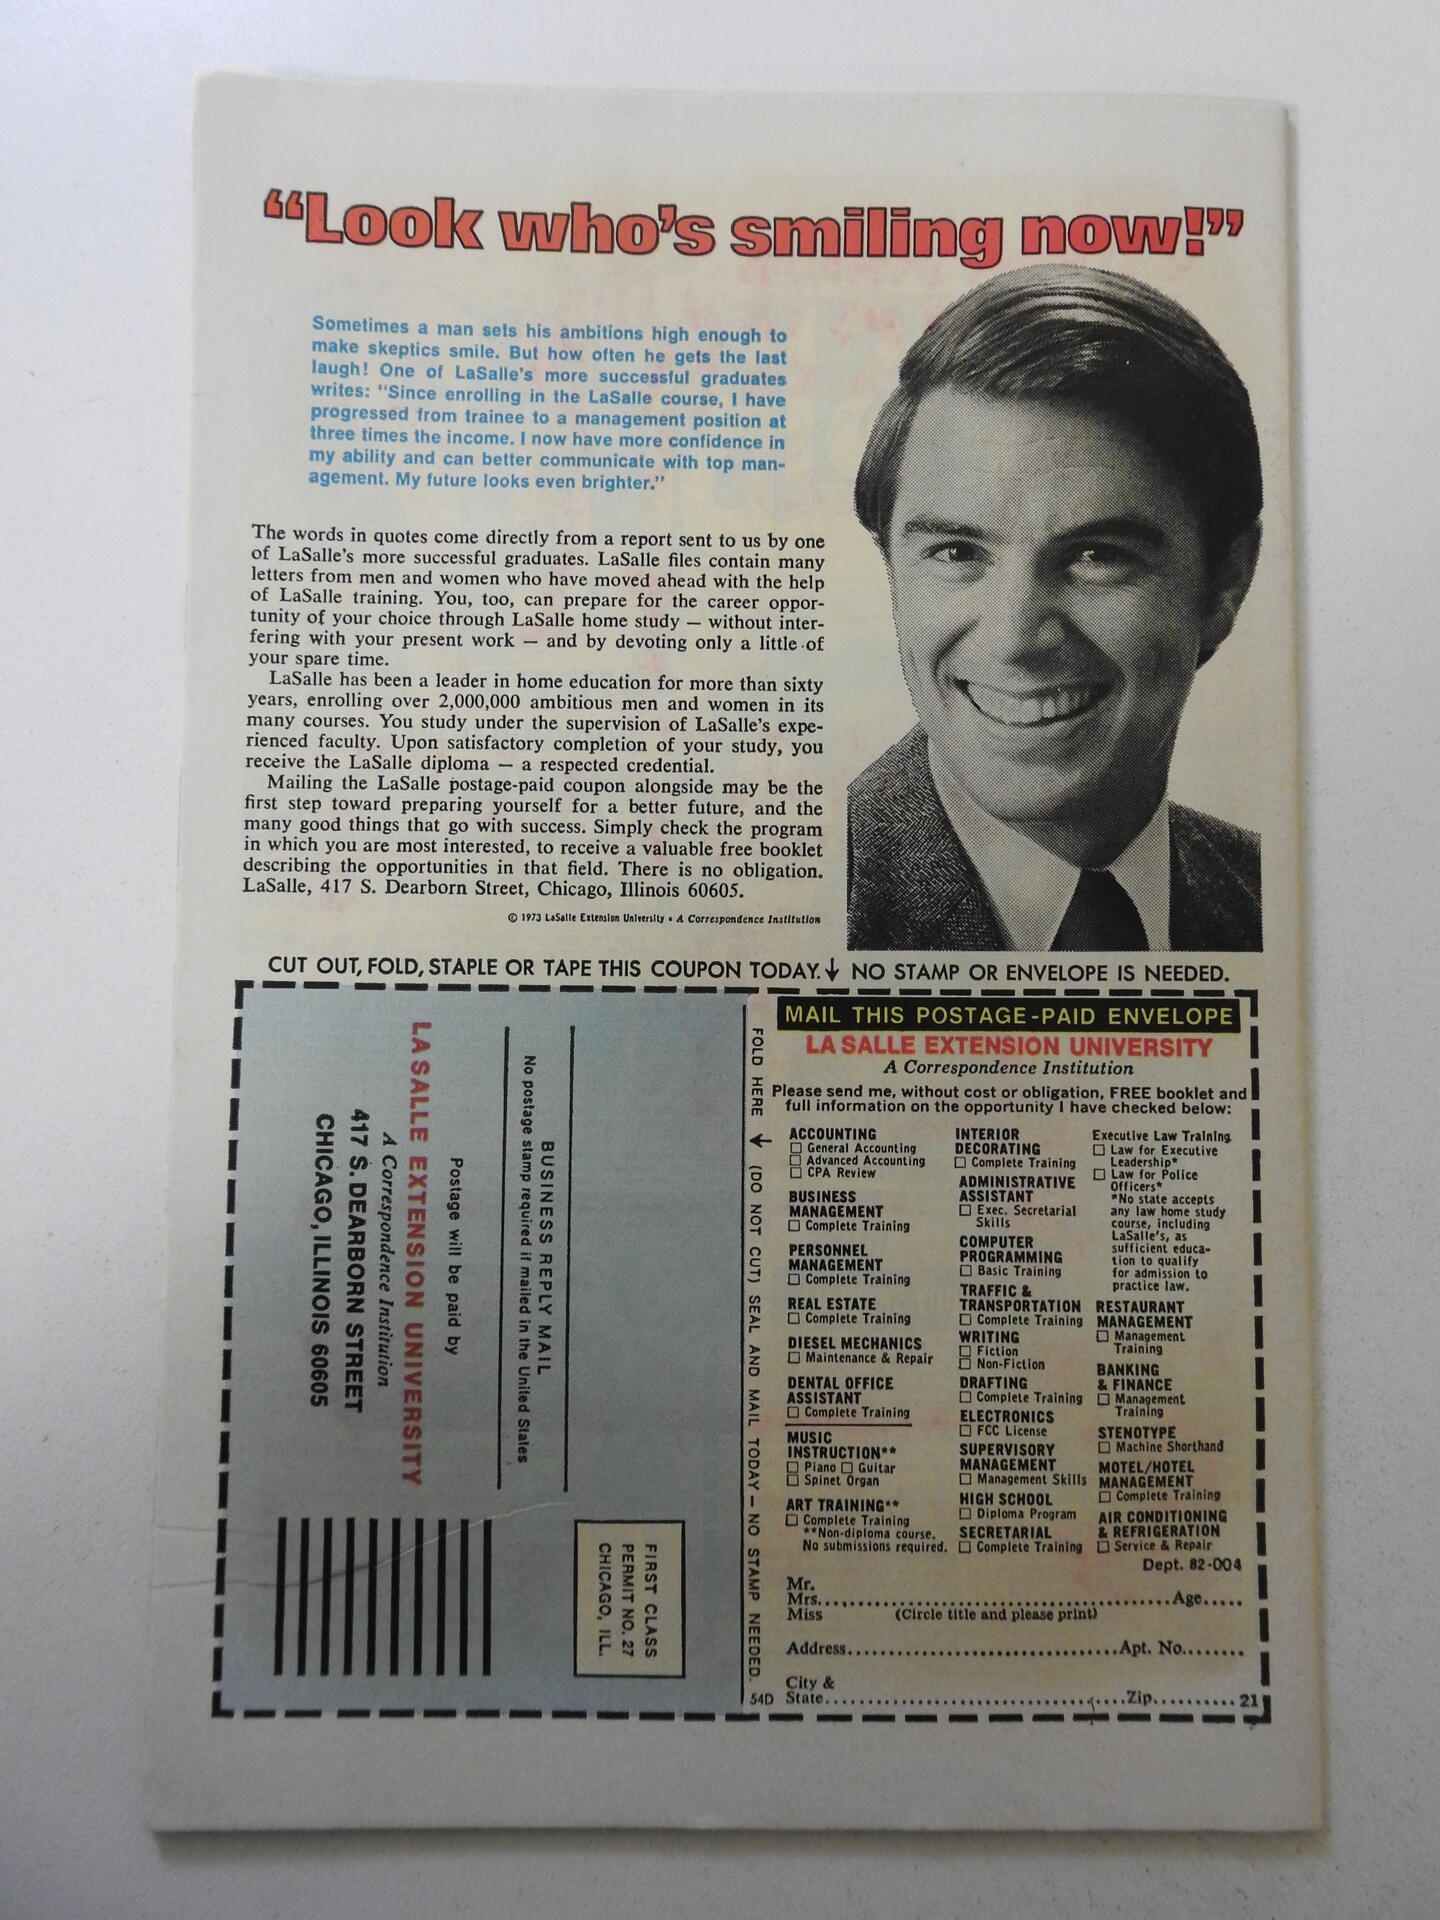 “Look who’s smiling now!”
Sometimes a man sets his ambitions high enough to
make skeptics smile. But how often he gets the last
laugh! One of LaSalle’s more successful graduates
writes: “Since enrolling in the LaSalle course, I have
progressed from trainee to a management position at
three times the income. I now have more confidence in
my ability and can better communicate with top man-
agement. My future looks even brighter.”
The words in quotes come directly from a report sent to us by one
of LaSalle’s more successful graduates. LaSalle files contain many
letters from men and women who have moved ahead with the help
of LaSalle training. You, too, can prepare for the career oppor-
tunity of your choice through LaSalle home study — without inter-
fering with your present work — and by devoting only a little of
your spare time.
LaSalle has been a leader in home education for more than sixty
years, enrolling over 2,000,000 ambitious men and women in its
many courses. You study under the supervision of LaSalle’s expe-
rienced faculty. Upon satisfactory completion of your study, you
receive the LaSalle diploma — a respected credential.
Mailing the LaSalle postage-paid coupon alongside may be the
first step toward preparing yourself for a better future, and the
many good things that go with success. Simply check the program
in which you are most interested, to receive a valuable free booklet
describing the opportunities in that field. There is no obligation.
LaSalle, 417 S. Dearborn Street, Chicago, Illinois 60605.
© 1973 LaSalle Extension University • A Correspondence Institution
CUT OUT, FOLD, STAPLE OR TAPE THIS COUPON TODAY.↓ NO STAMP OR ENVELOPE IS NEEDED.
FIRST CLASS
PERMIT NO. 27
CHICAGO, ILL.
BUSINESS REPLY MAIL
No postage stamp required if mailed in the United States
Postage will be paid by
LA SALLE EXTENSION UNIVERSITY
A Correspondence Institution
417 S. DEARBORN STREET
CHICAGO, ILLINOIS 60605
FOLD HERE ↓ (DO NOT CUT) SEAL AND MAIL TODAY — NO STAMP NEEDED.
54D
MAIL THIS POSTAGE-PAID ENVELOPE
LA SALLE EXTENSION UNIVERSITY
A Correspondence Institution
Please send me, without cost or obligation, FREE booklet and
full information on the opportunity I have checked below:
ACCOUNTING
☐ General Accounting
☐ Advanced Accounting
☐ CPA Review
BUSINESS
MANAGEMENT
☐ Complete Training
PERSONNEL
MANAGEMENT
☐ Complete Training
REAL ESTATE
☐ Complete Training
DIESEL MECHANICS
☐ Maintenance & Repair
DENTAL OFFICE
ASSISTANT
☐ Complete Training
MUSIC
INSTRUCTION**
☐ Piano ☐ Guitar
☐ Spinet Organ
ART TRAINING**
☐ Complete Training
**Non-diploma course.
No submissions required.
INTERIOR
DECORATING
☐ Complete Training
ADMINISTRATIVE
ASSISTANT
☐ Exec. Secretarial
Skills
COMPUTER
PROGRAMMING
☐ Basic Training
TRAFFIC &
TRANSPORTATION
☐ Complete Training
WRITING
☐ Fiction
☐ Non-Fiction
DRAFTING
☐ Complete Training
ELECTRONICS
☐ FCC License
SUPERVISORY
MANAGEMENT
☐ Management Skills
HIGH SCHOOL
☐ Diploma Program
SECRETARIAL
☐ Complete Training
Executive Law Training
☐ Law for Executive
Leadership*
☐ Law for Police
Officers*
*No state accepts
any law home study
course, including
LaSalle’s, as
sufficient educa-
tion to qualify
for admission to
practice law.
RESTAURANT
MANAGEMENT
☐ Management
Training
BANKING
& FINANCE
☐ Management
Training
STENOTYPE
☐ Machine Shorthand
MOTEL/HOTEL
MANAGEMENT
☐ Complete Training
AIR CONDITIONING
& REFRIGERATION
☐ Service & Repair
Dept. 82-004
Mr.
Mrs.............................................Age.....
Miss (Circle title and please print)
Address.......................................Apt. No........
City &
State..........................................Zip.......... 21